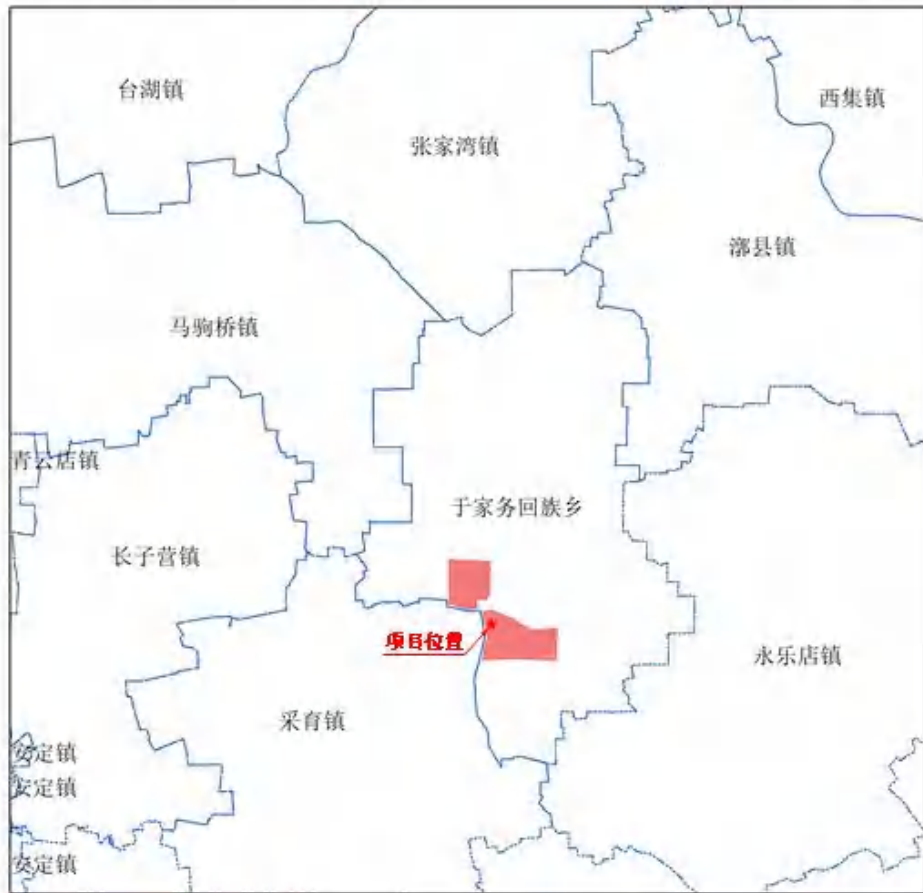 台湖镇
西集镇
张家湾镇
漷县镇
马驹桥镇
青云店镇
于家务回族乡
长子营镇
项目位置
永乐店镇
采育镇
安定镇
安定镇
安定镇